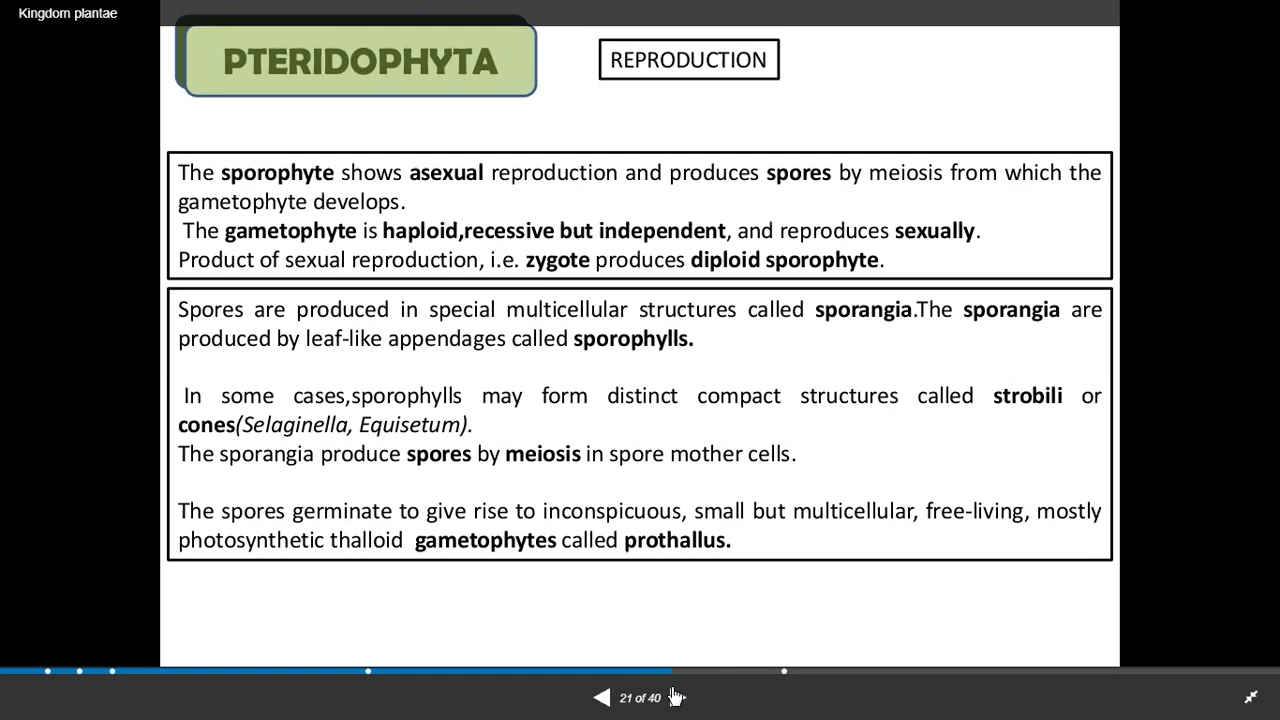 Kingdom plantae
PTERIDOPHYTA
REPRODUCTION
The sporophyte shows asexual reproduction and produces spores by meiosis from which the
gametophyte develops.
The gametophyte is haploid,recessive but independent, and reproduces sexually.
Product of sexual reproduction, i.e. zygote produces diploid sporophyte.
Spores are produced in special multicellular structures called sporangia.The sporangia are
produced by leaf-like appendages called sporophylls.
In some cases,sporophylls may form distinct compact structures called strobili or
cones(Selaginella, Equisetum).
The sporangia produce spores by meiosis in spore mother cells.
The spores germinate to give rise to inconspicuous, small but multicellular, free-living, mostly
photosynthetic thalloid gametophytes called prothallus.
21 of 40